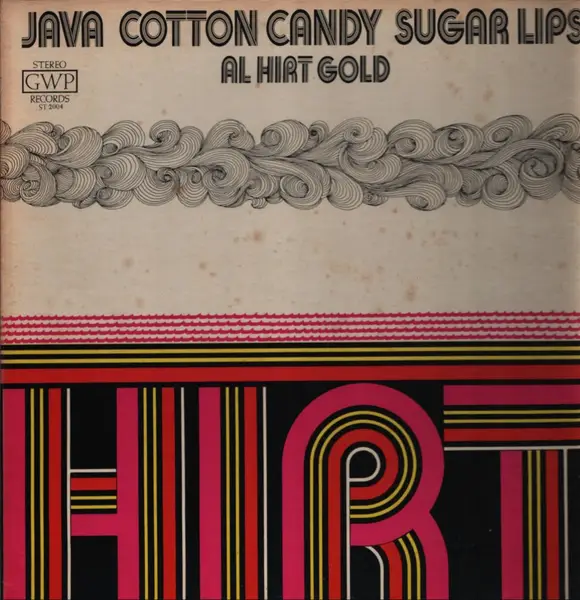 JAVA COTTON CANDY SUGAR LIPS
AL HIRT GOLD
STEREO
GWP
RECORDS
ST 2004
HIRT